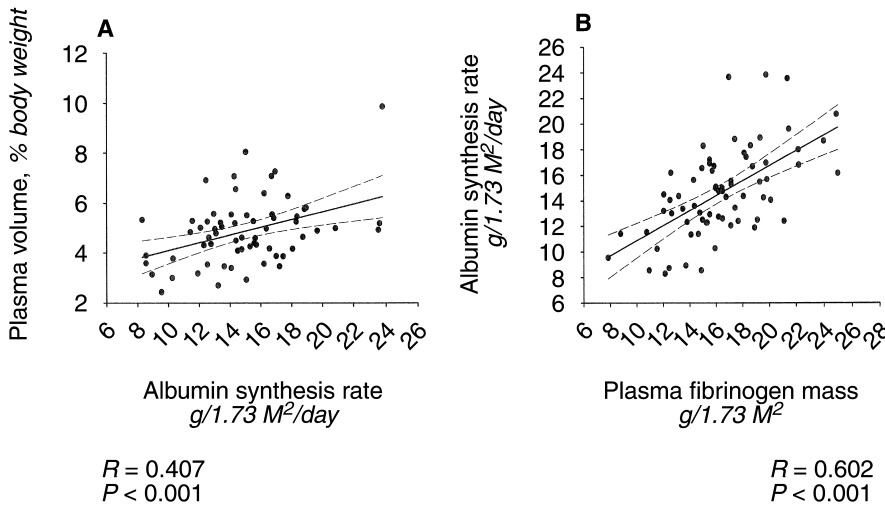 A
Plasma volume, % body weight
12
10
8
6
4
2
6 8 10 12 14 16 18 20 22 24 26
Albumin synthesis rate
g/1.73 M²/day
R = 0.407
P < 0.001
B
Albumin synthesis rate
g/1.73 M²/day
26
24
22
20
18
16
14
12
10
8
6
6 8 10 12 14 16 18 20 22 24 26 28
Plasma fibrinogen mass
g/1.73 M²
R = 0.602
P < 0.001